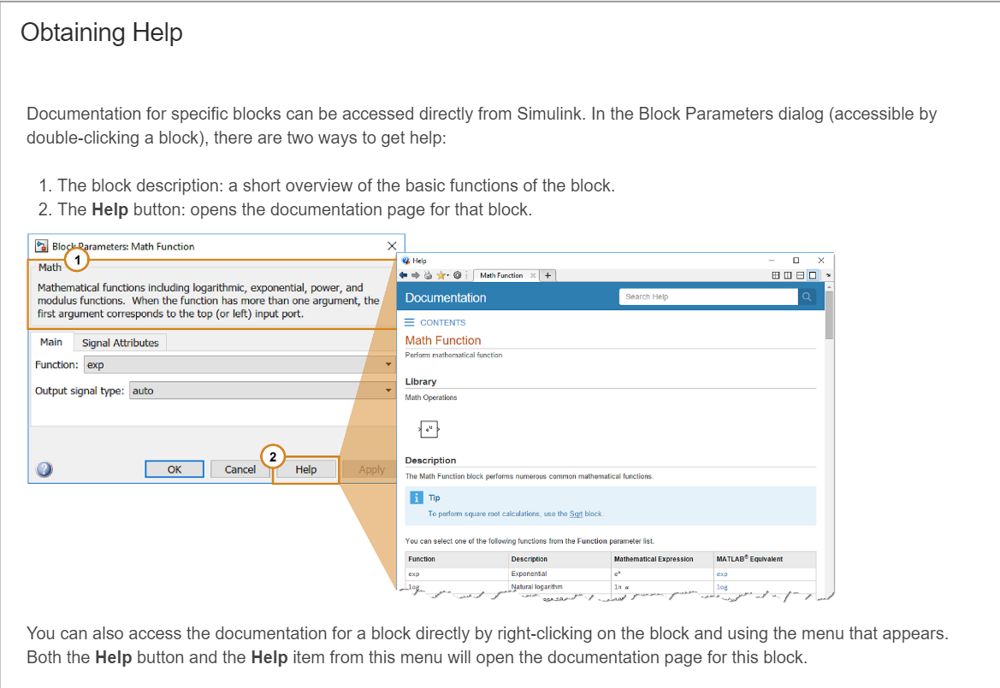 Obtaining Help
Documentation for specific blocks can be accessed directly from Simulink. In the Block Parameters dialog (accessible by
double-clicking a block), there are two ways to get help:
1. The block description: a short overview of the basic functions of the block.
2. The Help button: opens the documentation page for that block.
Block Parameters: Math Function
1
Math
Mathematical functions including logarithmic, exponential, power, and
modulus functions. When the function has more than one argument, the
first argument corresponds to the top (or left) input port.
Main Signal Attributes
Function: exp
Output signal type: auto
2
OK Cancel Help Apply
Help
Math Function
Documentation
Search Help
CONTENTS
Math Function
Perform mathematical function
Library
Math Operations
eᵘ
Description
The Math Function block performs numerous common mathematical functions.
Tip
To perform square root calculations, use the Sqrt block.
You can select one of the following functions from the Function parameter list.
Function Description Mathematical Expression MATLAB® Equivalent
exp Exponential eᵘ exp
log Natural logarithm ln u log
You can also access the documentation for a block directly by right-clicking on the block and using the menu that appears.
Both the Help button and the Help item from this menu will open the documentation page for this block.